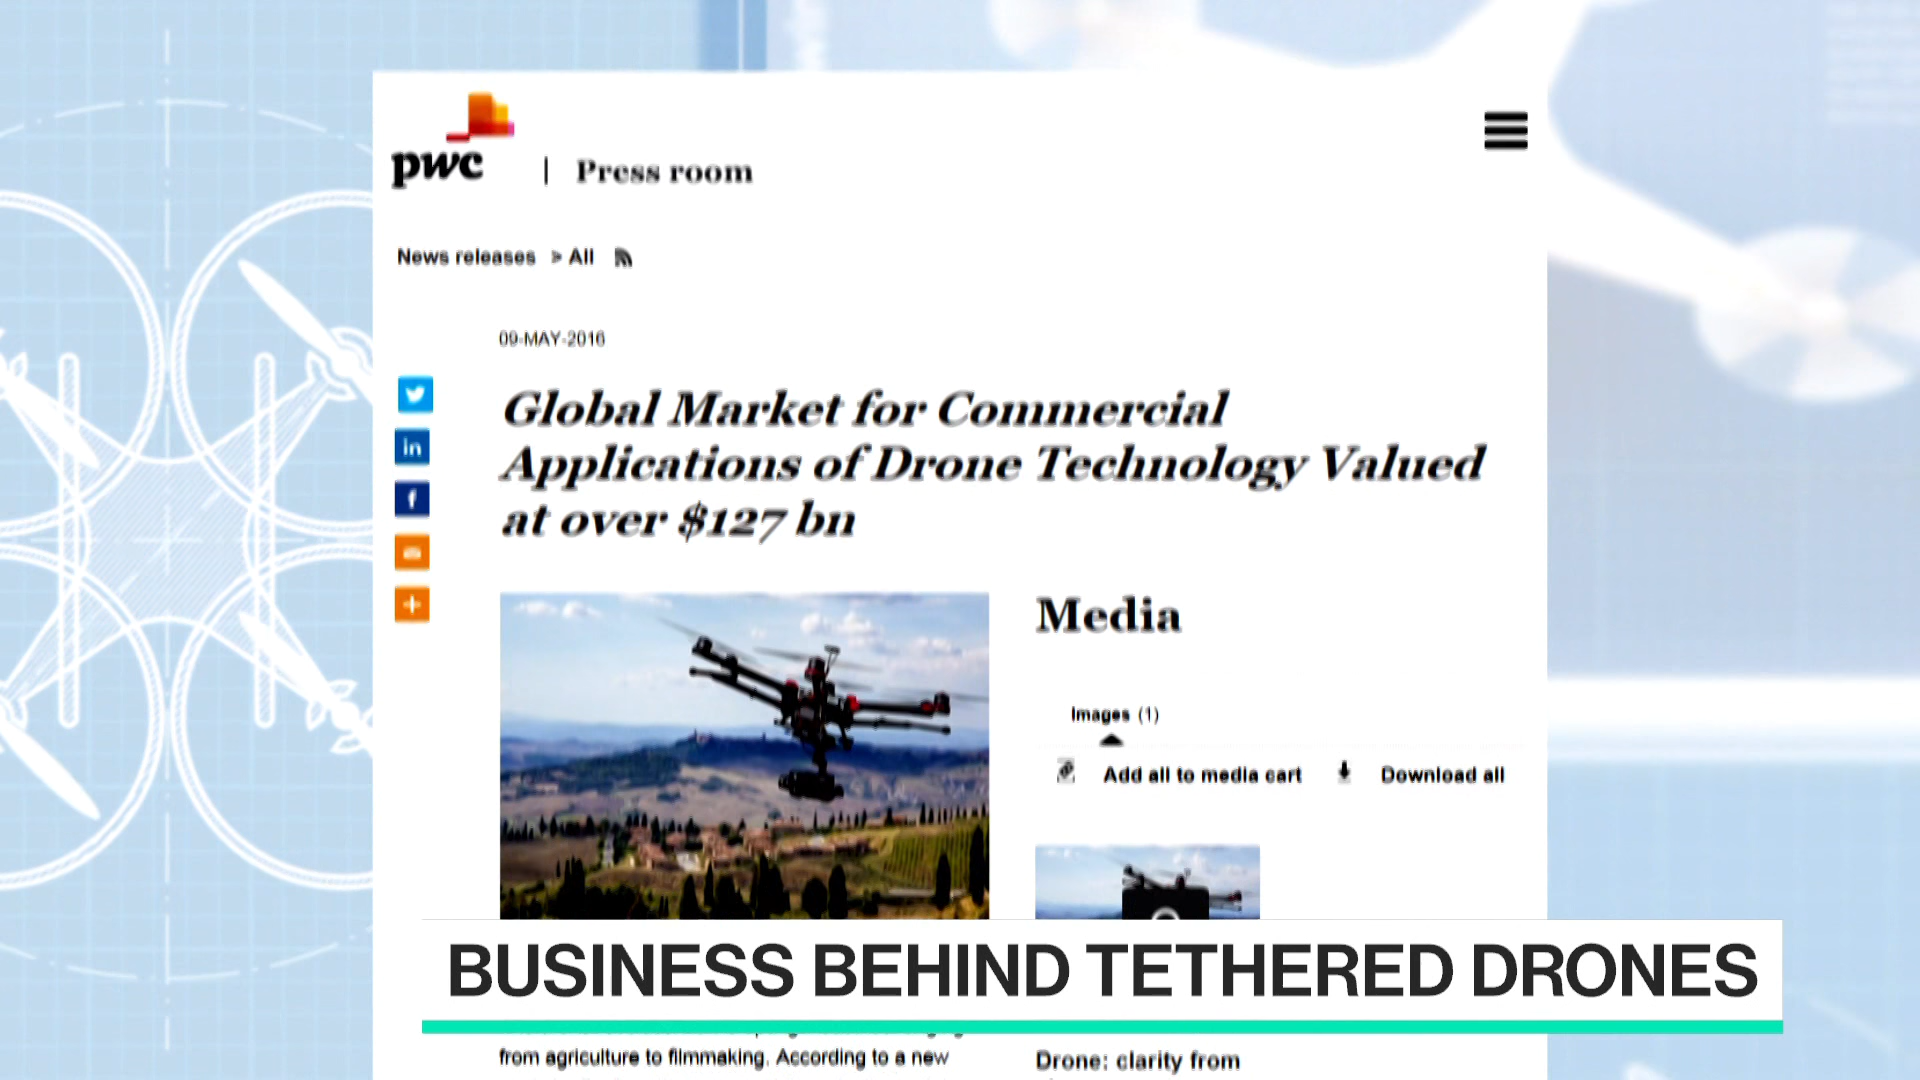 pwc | Press room
News releases > All
09-MAY-2016
Global Market for Commercial
Applications of Drone Technology Valued
at over $127 bn
in
f
Media
Images (1)
Add all to media cart
Download all
BUSINESS BEHIND TETHERED DRONES
from agriculture to filmmaking. According to a new
Drone: clarity from